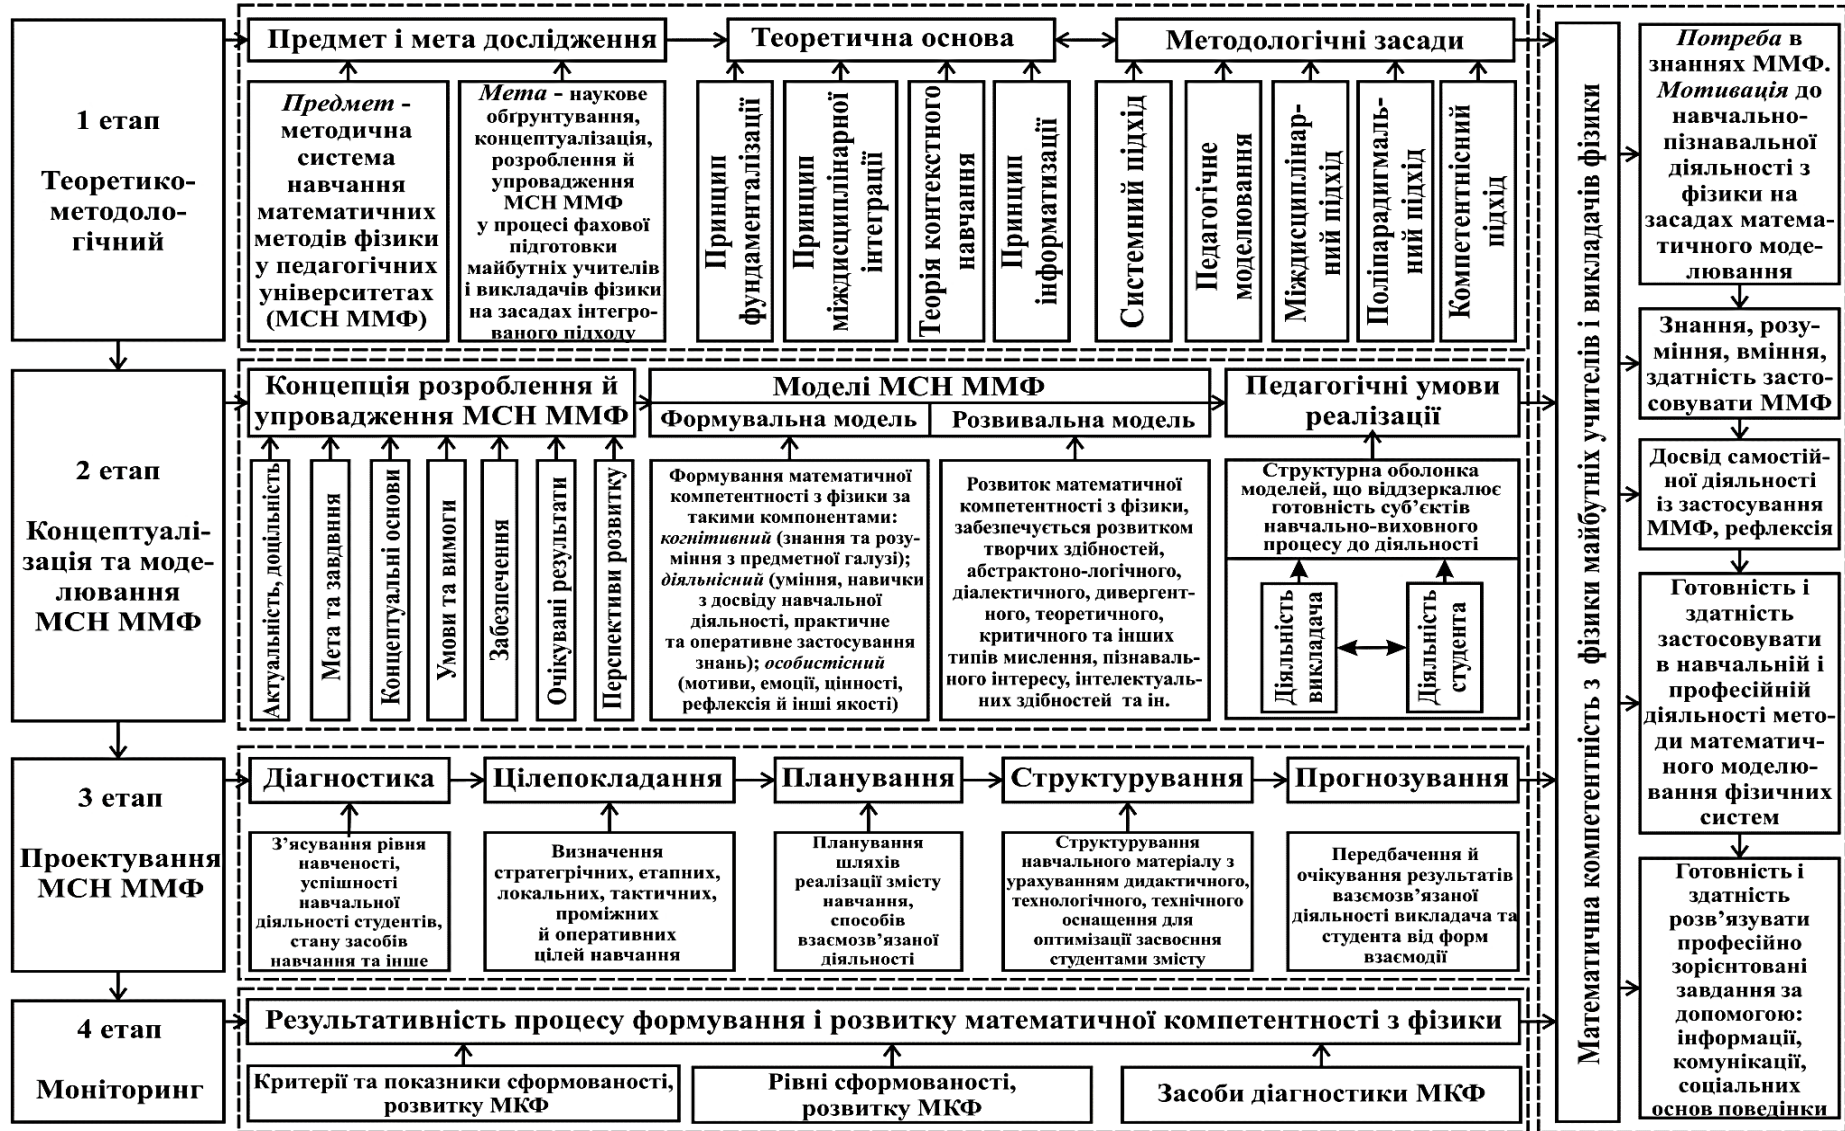 1 етап
Теоретико-
методоло-
гічний
Предмет і мета дослідження
Теоретична основа
Методологічні засади
Предмет -
методична
система
навчання
математичних
методів фізики
у педагогічних
університетах
(МСН ММФ)
Мета - наукове
обґрунтування,
концептуалізація,
розроблення й
упровадження
МСН ММФ
у процесі фахової
підготовки
майбутніх учителів
і викладачів фізики
на засадах інтегро-
ваного підходу
Принцип
фундаменталізації
Принцип
міждисциплінарної
інтеграції
Теорія контекстного
навчання
Принцип
інформатизації
Системний підхід
Педагогічне
моделювання
Міждисциплінар-
ний підхід
Поліпарадигмаль-
ний підхід
Компетентнісний
підхід
2 етап
Концептуалі-
зація та моде-
лювання
МСН ММФ
Концепція розроблення й
упровадження МСН ММФ
Моделі МСН ММФ
Формувальна модель
Розвивальна модель
Педагогічні умови
реалізації
Актуальність, доцільність
Мета та завдвння
Концептуальні основи
Умови та вимоги
Забезпечення
Очікувані результати
Перспективи розвитку
Формування математичної
компетентності з фізики за
такими компонентами:
когнітивний (знання та розу-
міння з предметної галузі);
діяльнісний (уміння, навички
з досвіду навчальної
діяльності, практичне
та оперативне застосування
знань); особистісний
(мотиви, емоції, цінності,
рефлексія й інші якості)
Розвиток математичної
компетентності з фізики,
забезпечується розвитком
творчих здібностей,
абстрактоно-логічного,
діалектичного, дивергент-
ного, теоретичного,
критичного та інших
типів мислення, пізнаваль-
ного інтересу, інтелектуаль-
них здібностей та ін.
Структурна оболонка
моделей, що віддзеркалює
готовність суб’єктів
навчально-виховного
процесу до діяльності
Діяльність
викладача
Діяльність
студента
3 етап
Проектування
МСН ММФ
Діагностика
Цілепокладання
Планування
Структурування
Прогнозування
З’ясування рівня
навченості,
успішності
навчальної
діяльності студентів,
стану засобів
навчання та інше
Визначення
стратегрічних, етапних,
локальних, тактичних,
проміжних
й оперативних
цілей навчання
Планування
шляхів
реалізації змісту
навчання,
способів
взаємозв’язаної
діяльності
Структурування
навчального матеріалу з
урахуванням дидактичного,
технологічного, технічного
оснащення для
оптимізації засвоєння
студентами змісту
Передбачення й
очікування результатів
ваземозв’язаної
діяльності викладача та
студента від форм
взаємодії
4 етап
Моніторинг
Результативність процесу формування і розвитку математичної компетентності з фізики
Критерії та показники сформованості,
розвитку МКФ
Рівні сформованості,
розвитку МКФ
Засоби діагностики МКФ
Математична компетентність з фізики майбутніх учителів і викладачів фізики
Потреба в
знаннях ММФ.
Мотивація до
навчально-
пізнавальної
діяльності з
фізики на
засадах матема-
тичного моде-
лювання
Знання, розу-
міння, вміння,
здатність засто-
совувати ММФ
Досвід самостій-
ної діяльності
із застосування
ММФ, рефлексія
Готовність і
здатність
застосовувати
в навчальній і
професійній
діяльності мето-
ди математич-
ного моделю-
вання фізичних
систем
Готовність і
здатність
розв’язувати
професійно
зорієнтовані
завдання за
допомогою:
інформації,
комунікації,
соціальних
основ поведінки